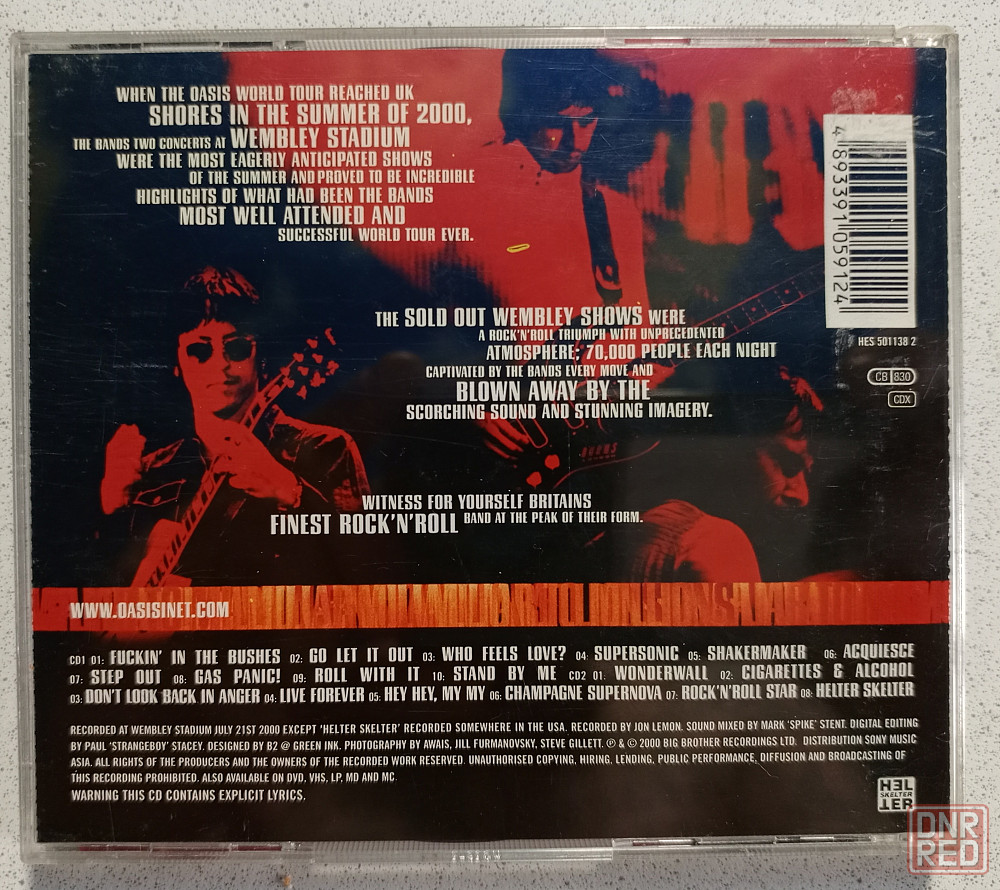 WHEN THE OASIS WORLD TOUR REACHED UK
SHORES IN THE SUMMER OF 2000,
THE BANDS TWO CONCERTS AT WEMBLEY STADIUM
WERE THE MOST EAGERLY ANTICIPATED SHOWS
OF THE SUMMER AND PROVED TO BE INCREDIBLE
HIGHLIGHTS OF WHAT HAD BEEN THE BANDS
MOST WELL ATTENDED AND
SUCCESSFUL WORLD TOUR EVER.
4 893391 059124
THE SOLD OUT WEMBLEY SHOWS WERE
A ROCK'N'ROLL TRIUMPH WITH UNPRECEDENTED
ATMOSPHERE; 70,000 PEOPLE EACH NIGHT
CAPTIVATED BY THE BANDS EVERY MOVE AND
BLOWN AWAY BY THE
SCORCHING SOUND AND STUNNING IMAGERY.
HES 501138 2
CB 830
CDX
WITNESS FOR YOURSELF BRITAINS
FINEST ROCK'N'ROLL BAND AT THE PEAK OF THEIR FORM.
WWW.OASISINET.COM
CD1 01: FUCKIN' IN THE BUSHES 02: GO LET IT OUT 03: WHO FEELS LOVE? 04: SUPERSONIC 05: SHAKERMAKER 06: ACQUIESCE
07: STEP OUT 08: GAS PANIC! 09: ROLL WITH IT 10: STAND BY ME CD2 01: WONDERWALL 02: CIGARETTES & ALCOHOL
03: DON'T LOOK BACK IN ANGER 04: LIVE FOREVER 05: HEY HEY, MY MY 06: CHAMPAGNE SUPERNOVA 07: ROCK'N'ROLL STAR 08: HELTER SKELTER
RECORDED AT WEMBLEY STADIUM JULY 21ST 2000 EXCEPT 'HELTER SKELTER' RECORDED SOMEWHERE IN THE USA. RECORDED BY JON LEMON. SOUND MIXED BY MARK 'SPIKE' STENT. DIGITAL EDITING
BY PAUL 'STRANGEBOY' STACEY. DESIGNED BY B2 @ GREEN INK. PHOTOGRAPHY BY AWAIS, JILL FURMANOVSKY, STEVE GILLETT. ℗ & © 2000 BIG BROTHER RECORDINGS LTD. DISTRIBUTION SONY MUSIC
ASIA. ALL RIGHTS OF THE PRODUCERS AND THE OWNERS OF THE RECORDED WORK RESERVED. UNAUTHORISED COPYING, HIRING, LENDING, PUBLIC PERFORMANCE, DIFFUSION AND BROADCASTING OF
THIS RECORDING PROHIBITED. ALSO AVAILABLE ON DVD, VHS, LP, MD AND MC.
WARNING THIS CD CONTAINS EXPLICIT LYRICS.
HEL
SKELTER
TER
DNR
RED